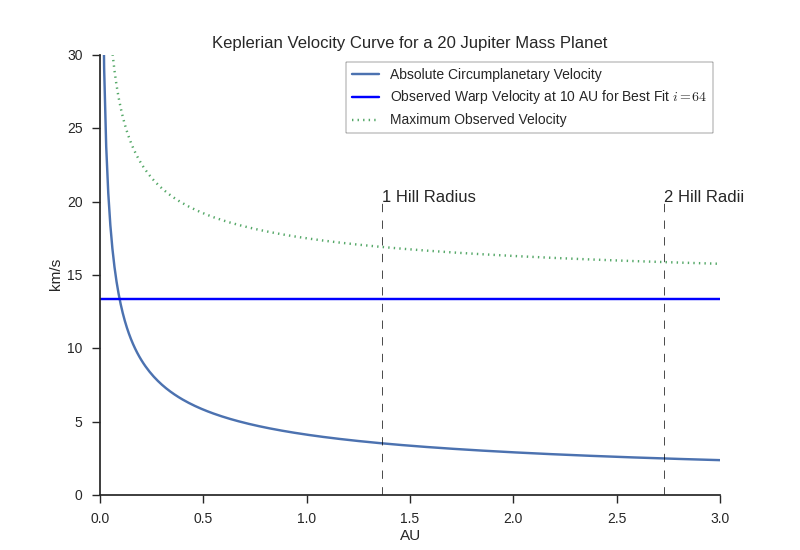 Keplerian Velocity Curve for a 20 Jupiter Mass Planet
30
Absolute Circumplanetary Velocity
Observed Warp Velocity at 10 AU for Best Fit i = 64
Maximum Observed Velocity
25
20
1 Hill Radius
2 Hill Radii
15
km/s
10
5
0
0.0 0.5 1.0 1.5 2.0 2.5 3.0
AU